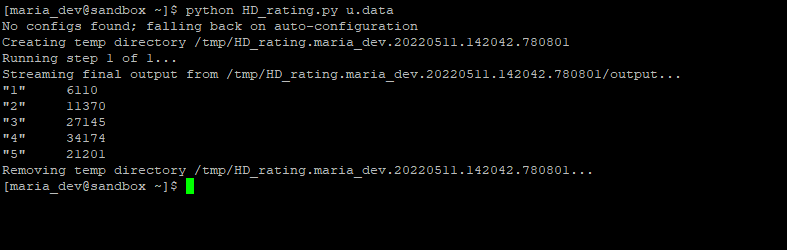 [maria_dev@sandbox ~]$ python HD_rating.py u.data
No configs found; falling back on auto-configuration
Creating temp directory /tmp/HD_rating.maria_dev.20220511.142042.780801
Running step 1 of 1...
Streaming final output from /tmp/HD_rating.maria_dev.20220511.142042.780801/output...
"1"     6110
"2"     11370
"3"     27145
"4"     34174
"5"     21201
Removing temp directory /tmp/HD_rating.maria_dev.20220511.142042.780801...
[maria_dev@sandbox ~]$